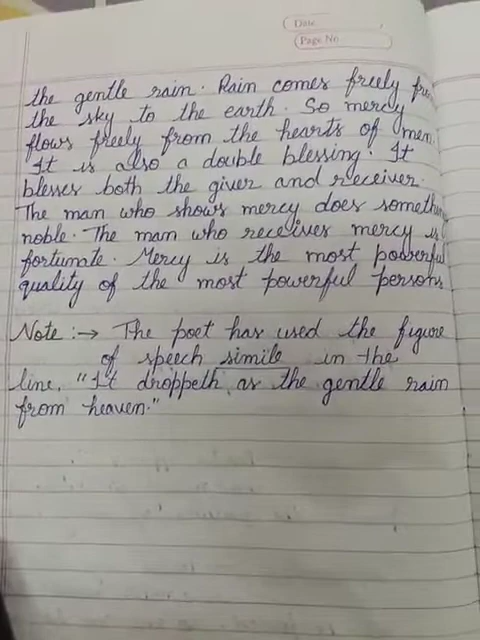 Date
Page No
the gentle rain. Rain comes freely from
the sky to the earth. So mercy
flows freely from the hearts of men.
It is also a double blessing. It
blesses both the giver and receiver.
The man who shows mercy does somethin
noble. The man who receives mercy is
fortunate. Mercy is the most powerful
quality of the most powerful persons
Note :→ The poet has used the figure
of speech simile in the
line, "It droppeth as the gentle rain
from heaven."